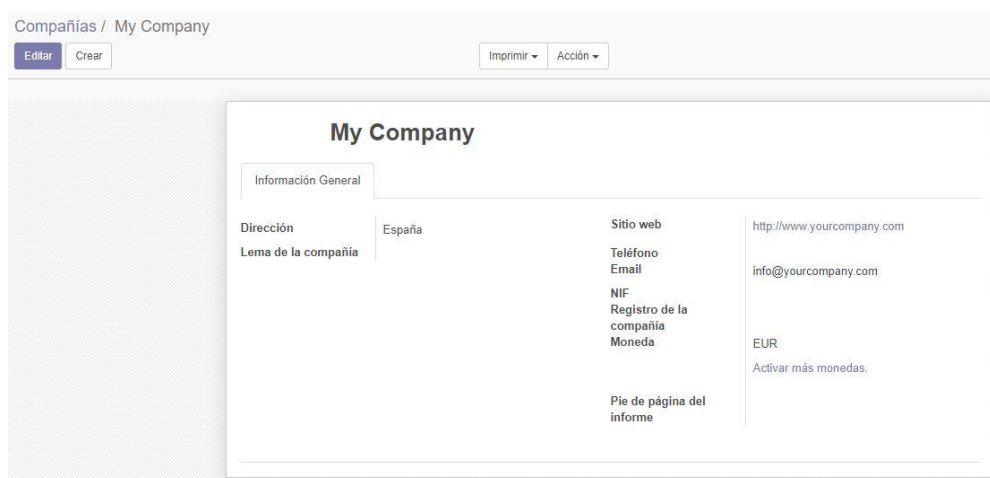 Compañías / My Company
Editar Crear Imprimir Acción
My Company
Información General
Dirección España
Lema de la compañía
Sitio web http://www.yourcompany.com
Teléfono
Email info@yourcompany.com
NIF
Registro de la
compañía
Moneda EUR
Activar más monedas.
Pie de página del
informe